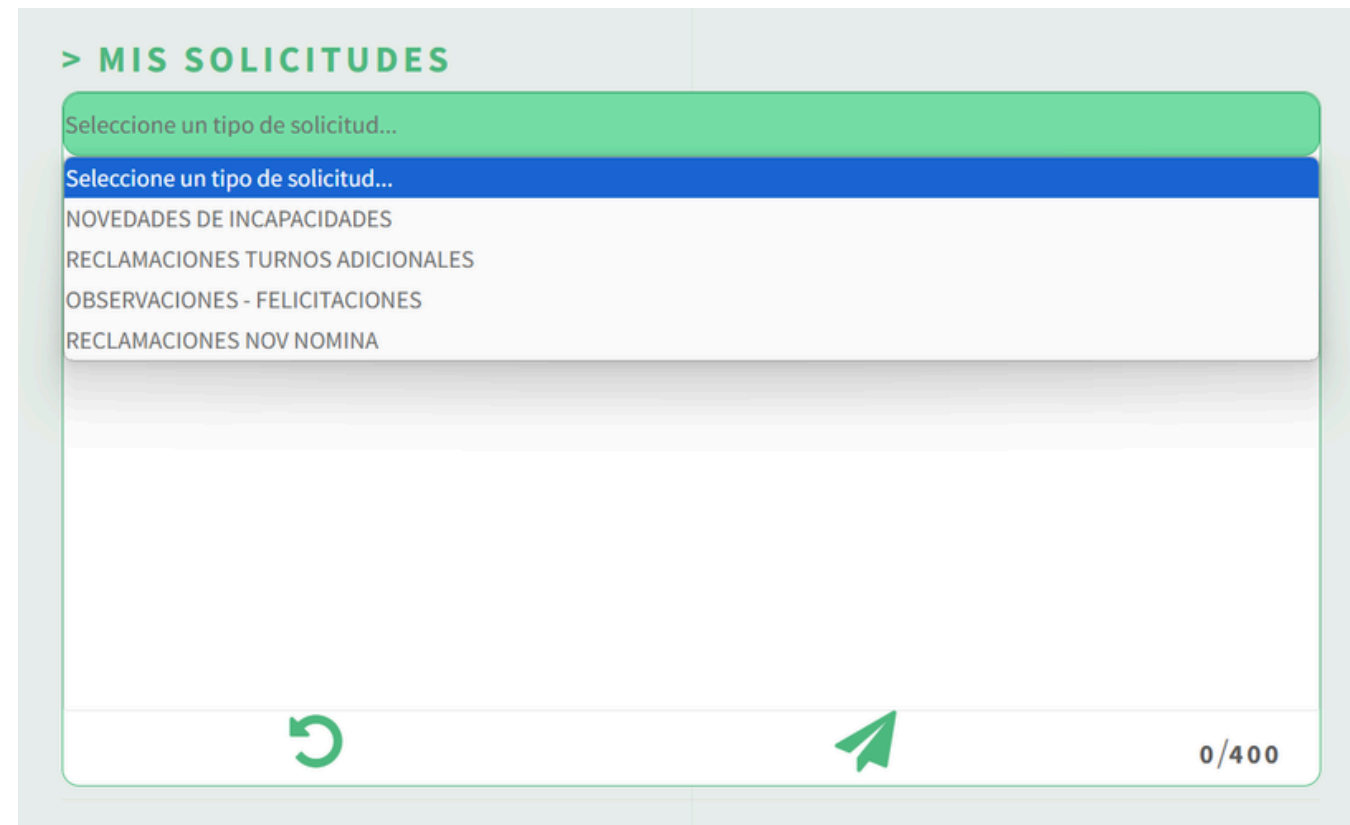 > MIS SOLICITUDES
Seleccione un tipo de solicitud...
Seleccione un tipo de solicitud...
NOVEDADES DE INCAPACIDADES
RECLAMACIONES TURNOS ADICIONALES
OBSERVACIONES - FELICITACIONES
RECLAMACIONES NOV NOMINA
0/400